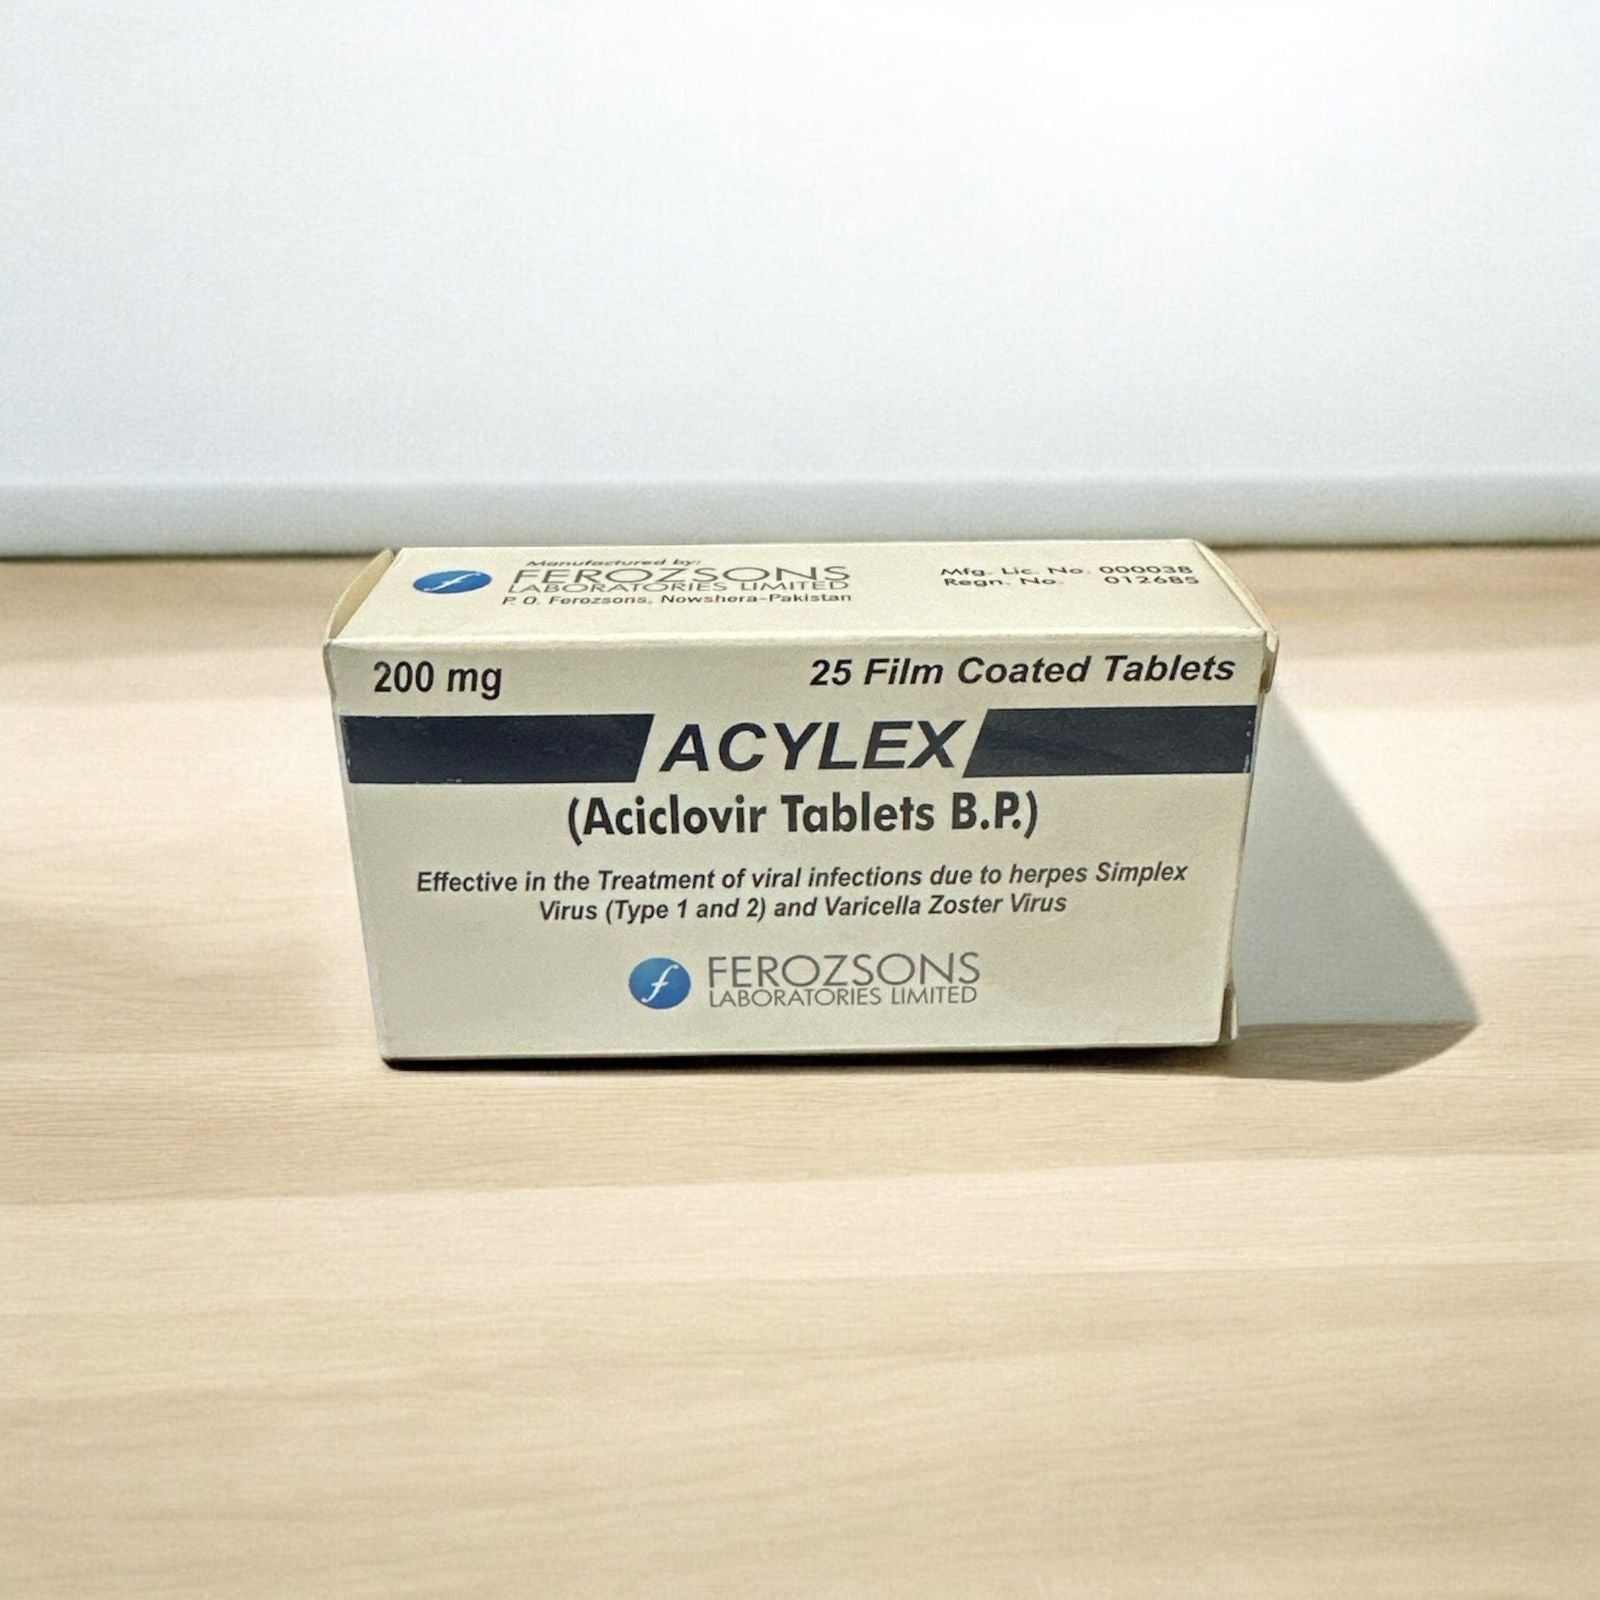 Manufactured by:
FEROZSONS
LABORATORIES LIMITED
P. O. Ferozsons, Nowshera-Pakistan
Mfg. Lic. No. 000038
Regn. No. 012685
200 mg
25 Film Coated Tablets
ACYLEX
(Aciclovir Tablets B.P.)
Effective in the Treatment of viral infections due to herpes Simplex
Virus (Type 1 and 2) and Varicella Zoster Virus
f FEROZSONS
LABORATORIES LIMITED